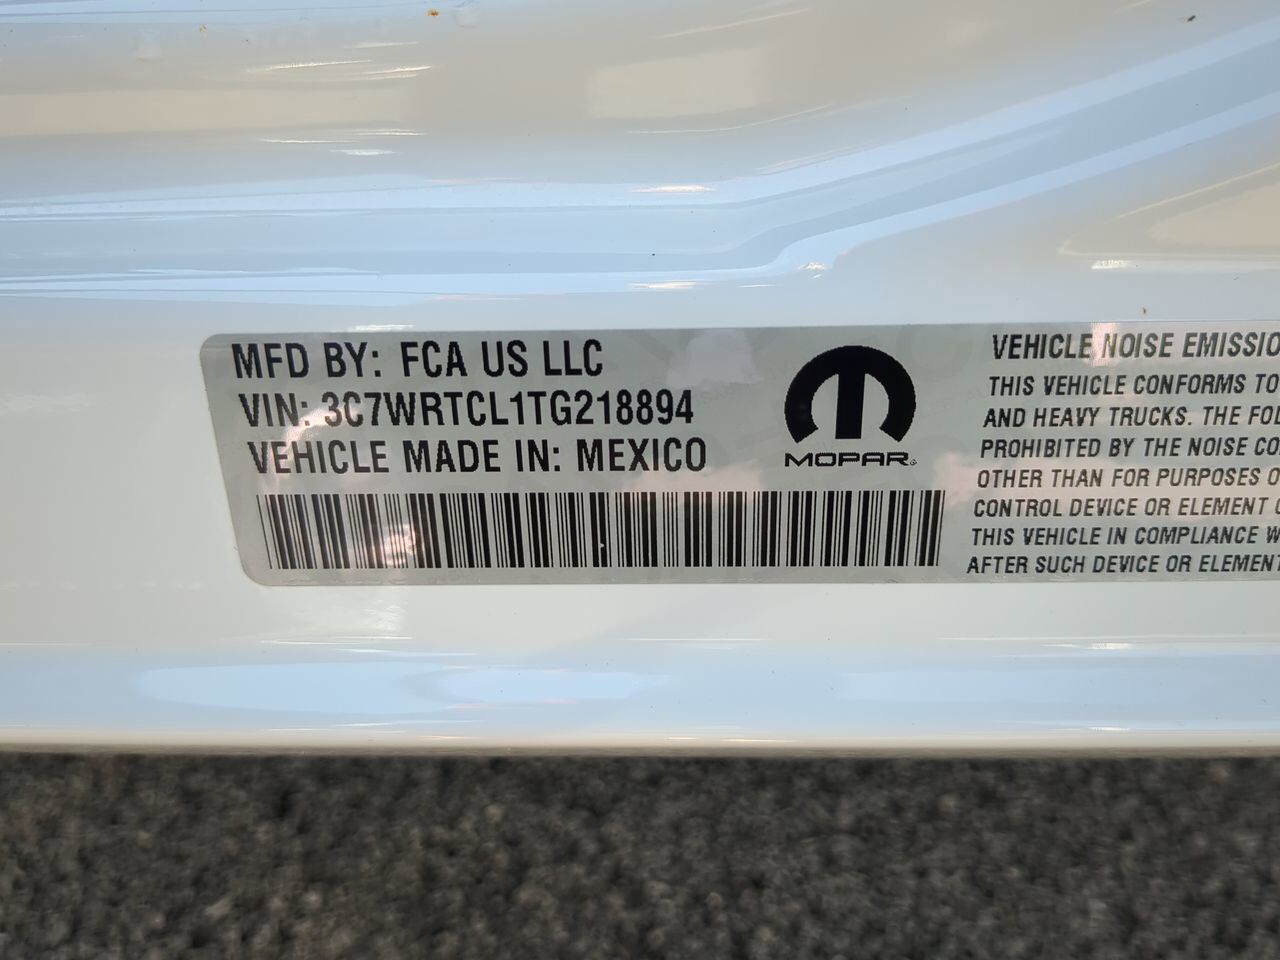 MFD BY: FCA US LLC
VIN: 3C7WRTCL1TG218894
VEHICLE MADE IN: MEXICO
MOPAR
VEHICLE NOISE EMISSIO
THIS VEHICLE CONFORMS TO
AND HEAVY TRUCKS. THE FOL
PROHIBITED BY THE NOISE CO
OTHER THAN FOR PURPOSES O
CONTROL DEVICE OR ELEMENT
THIS VEHICLE IN COMPLIANCE W
AFTER SUCH DEVICE OR ELEMENT